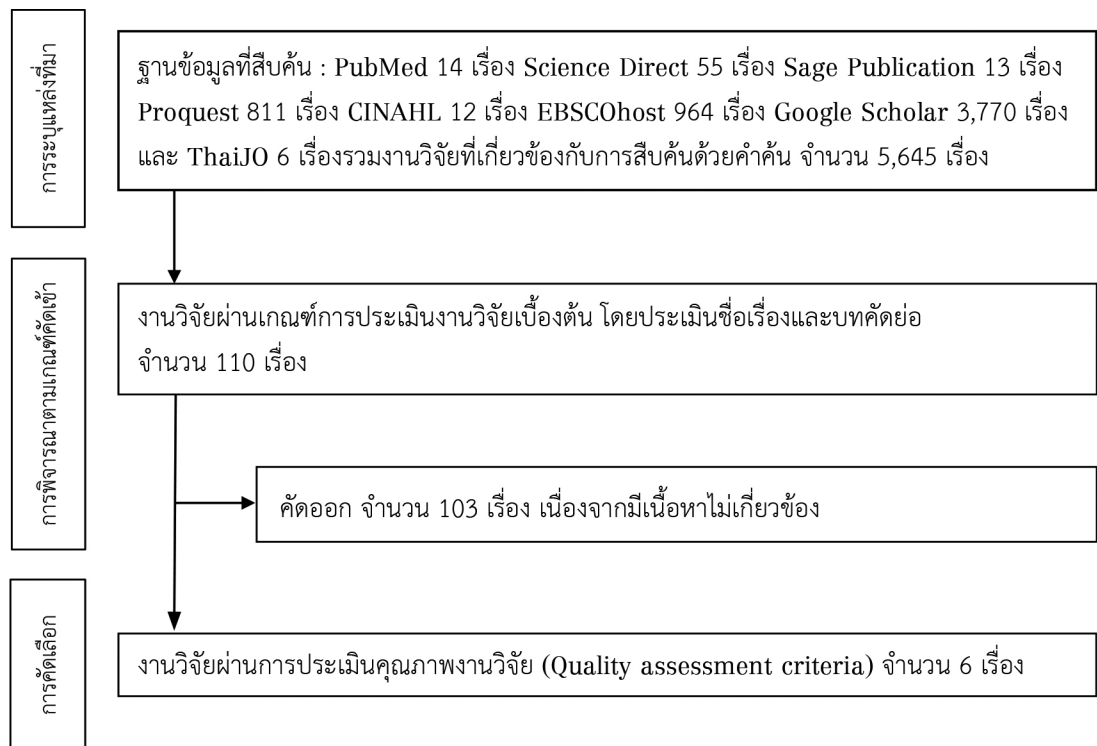 การระบุแหล่งที่มา
ฐานข้อมูลที่สืบค้น : PubMed 14 เรื่อง Science Direct 55 เรื่อง Sage Publication 13 เรื่อง
Proquest 811 เรื่อง CINAHL 12 เรื่อง EBSCOhost 964 เรื่อง Google Scholar 3,770 เรื่อง
และ ThaiJO 6 เรื่องรวมงานวิจัยที่เกี่ยวข้องกับการสืบค้นด้วยคำค้น จำนวน 5,645 เรื่อง
การพิจารณาตามเกณฑ์คัดเข้า
งานวิจัยผ่านเกณฑ์การประเมินงานวิจัยเบื้องต้น โดยประเมินชื่อเรื่องและบทคัดย่อ
จำนวน 110 เรื่อง
คัดออก จำนวน 103 เรื่อง เนื่องจากมีเนื้อหาไม่เกี่ยวข้อง
การคัดเลือก
งานวิจัยผ่านการประเมินคุณภาพงานวิจัย (Quality assessment criteria) จำนวน 6 เรื่อง